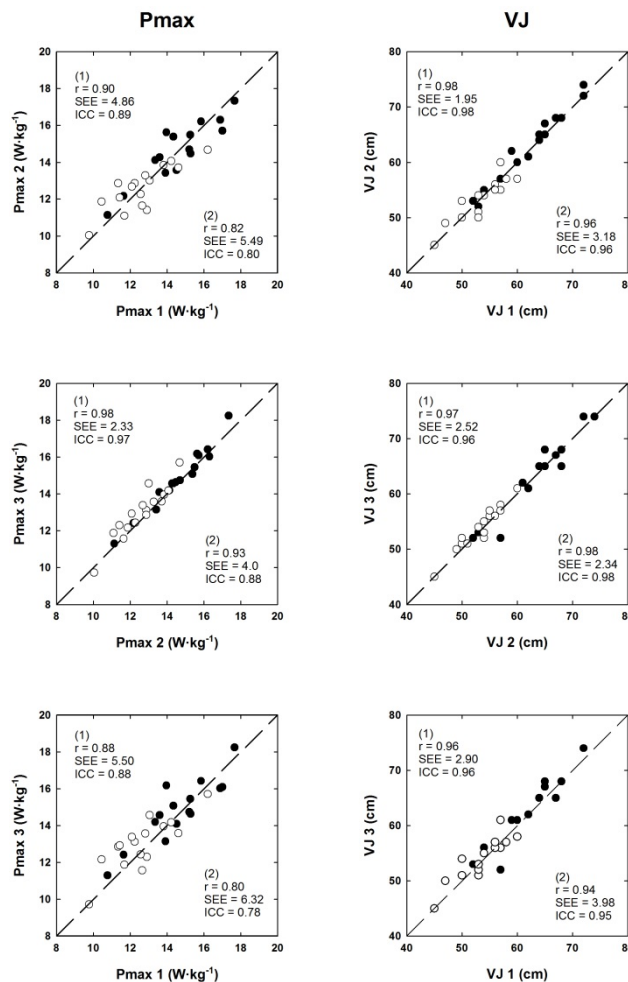 Pmax
VJ
20
18
16
14
12
10
8
8 10 12 14 16 18 20
(1)
r = 0.90
SEE = 4.86
ICC = 0.89
(2)
r = 0.82
SEE = 5.49
ICC = 0.80
Pmax 2 (W·kg⁻¹)
Pmax 1 (W·kg⁻¹)
80
70
60
50
40
40 50 60 70 80
(1)
r = 0.98
SEE = 1.95
ICC = 0.98
(2)
r = 0.96
SEE = 3.18
ICC = 0.96
VJ 2 (cm)
VJ 1 (cm)
20
18
16
14
12
10
8
8 10 12 14 16 18 20
(1)
r = 0.98
SEE = 2.33
ICC = 0.97
(2)
r = 0.93
SEE = 4.0
ICC = 0.88
Pmax 3 (W·kg⁻¹)
Pmax 2 (W·kg⁻¹)
80
70
60
50
40
40 50 60 70 80
(1)
r = 0.97
SEE = 2.52
ICC = 0.96
(2)
r = 0.98
SEE = 2.34
ICC = 0.98
VJ 3 (cm)
VJ 2 (cm)
20
18
16
14
12
10
8
8 10 12 14 16 18 20
(1)
r = 0.88
SEE = 5.50
ICC = 0.88
(2)
r = 0.80
SEE = 6.32
ICC = 0.78
Pmax 3 (W·kg⁻¹)
Pmax 1 (W·kg⁻¹)
80
70
60
50
40
40 50 60 70 80
(1)
r = 0.96
SEE = 2.90
ICC = 0.96
(2)
r = 0.94
SEE = 3.98
ICC = 0.95
VJ 3 (cm)
VJ 1 (cm)